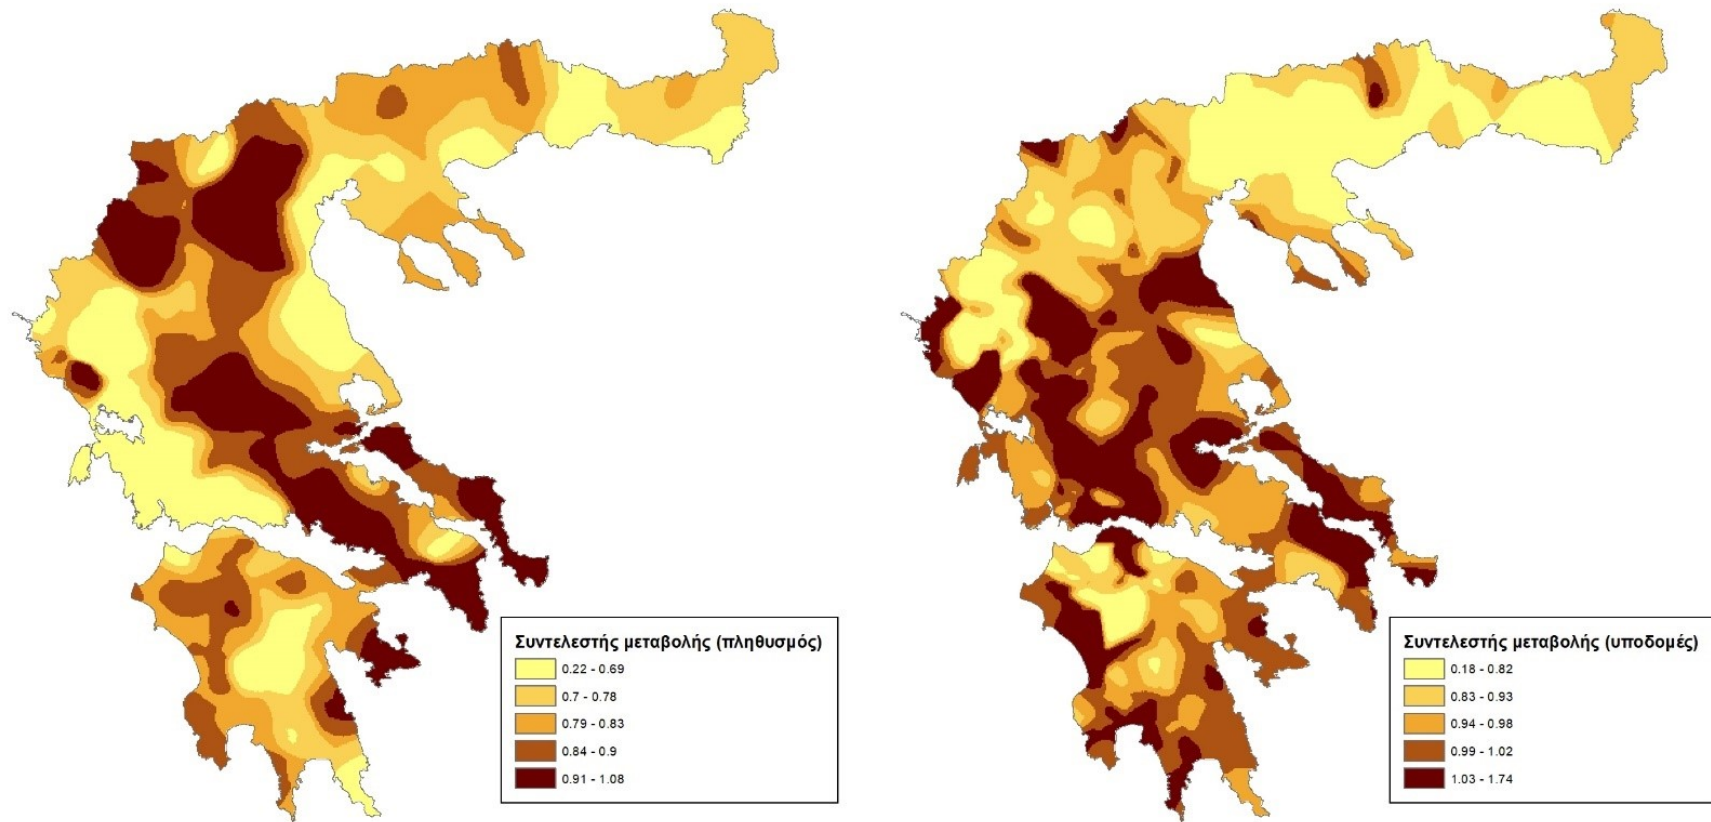 Συντελεστής μεταβολής (πληθυσμός)
0.22 - 0.69
0.7 - 0.78
0.79 - 0.83
0.84 - 0.9
0.91 - 1.08
Συντελεστής μεταβολής (υποδομές)
0.18 - 0.82
0.83 - 0.93
0.94 - 0.98
0.99 - 1.02
1.03 - 1.74